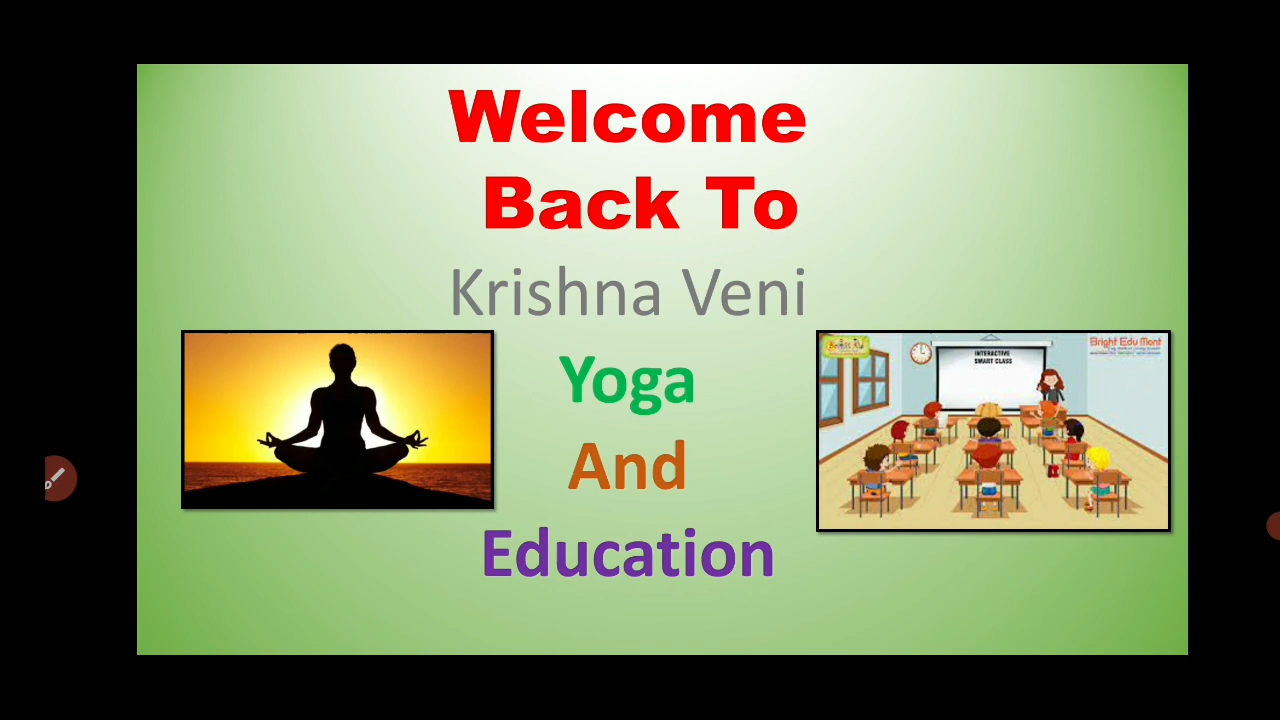 Welcome
Back To
Krishna Veni
Yoga
And
Education
INTERACTIVE
SMART CLASS
Bright Edu Mont